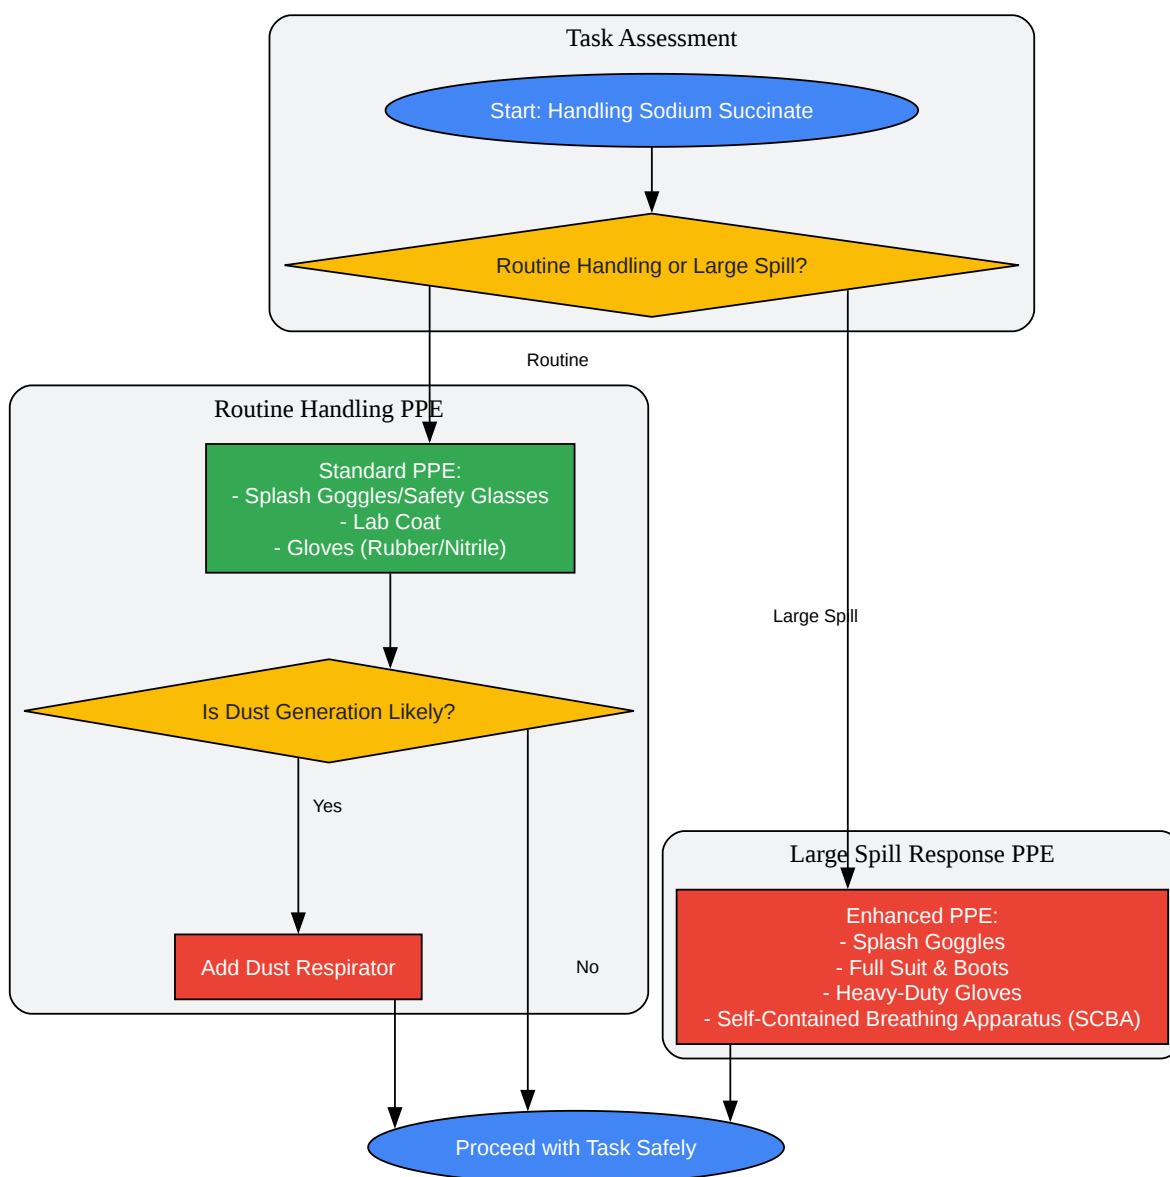 Task Assessment
Start: Handling Sodium Succinate
Routine Handling or Large Spill?
Routine
Routine Handling PPE
Standard PPE:
- Splash Goggles/Safety Glasses
- Lab Coat
- Gloves (Rubber/Nitrile)
Large Spill
Is Dust Generation Likely?
Yes
Large Spill Response PPE
Enhanced PPE:
- Splash Goggles
- Full Suit & Boots
- Heavy-Duty Gloves
- Self-Contained Breathing Apparatus (SCBA)
Add Dust Respirator
No
Proceed with Task Safely